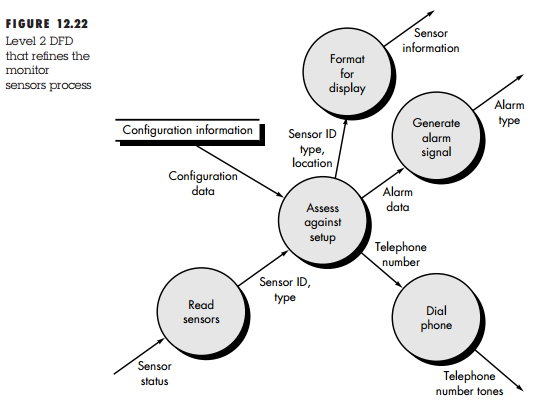 FIGURE 12.22
Level 2 DFD
that refines the
monitor
sensors process
Format
for
display
Sensor
information
Generate
alarm
signal
Alarm
type
Configuration information
Sensor ID
type,
location
Configuration
data
Assess
against
setup
Alarm
data
Telephone
number
Sensor ID,
type
Read
sensors
Dial
phone
Sensor
status
Telephone
number tones